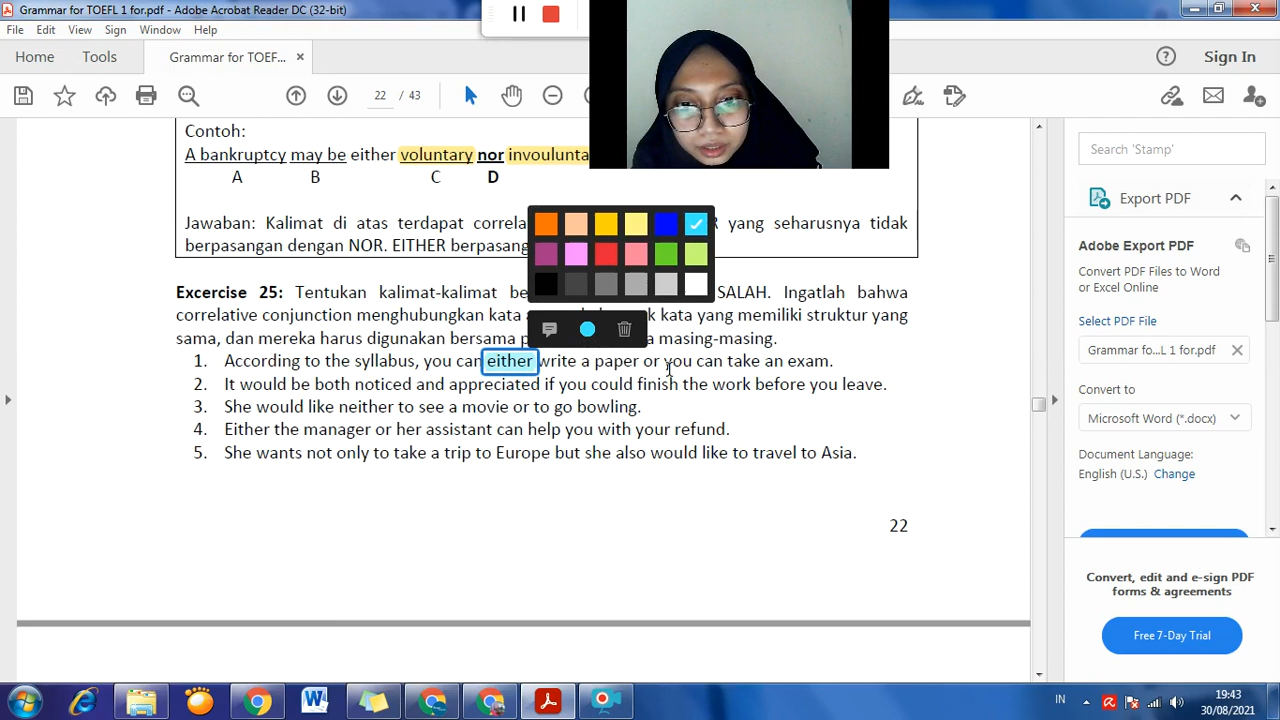 Grammar for TOEFL 1 for.pdf - Adobe Acrobat Reader DC (32-bit)
File Edit View Sign Window Help
Home Tools Grammar for TOEF... × Sign In
22 / 43
Contoh:
A bankruptcy may be either voluntary nor invoulunta
A B C D
Jawaban: Kalimat di atas terdapat correla R yang seharusnya tidak
berpasangan dengan NOR. EITHER berpasang
Excercise 25: Tentukan kalimat-kalimat be SALAH. Ingatlah bahwa
correlative conjunction menghubungkan kata a k kata yang memiliki struktur yang
sama, dan mereka harus digunakan bersama p a masing-masing.
1. According to the syllabus, you can either write a paper or you can take an exam.
2. It would be both noticed and appreciated if you could finish the work before you leave.
3. She would like neither to see a movie or to go bowling.
4. Either the manager or her assistant can help you with your refund.
5. She wants not only to take a trip to Europe but she also would like to travel to Asia.
22
Search 'Stamp'
Export PDF
Adobe Export PDF
Convert PDF Files to Word
or Excel Online
Select PDF File
Grammar fo...L 1 for.pdf
Convert to
Microsoft Word (*.docx)
Document Language:
English (U.S.) Change
Convert, edit and e-sign PDF
forms & agreements
Free 7-Day Trial
IN
19:43
30/08/2021